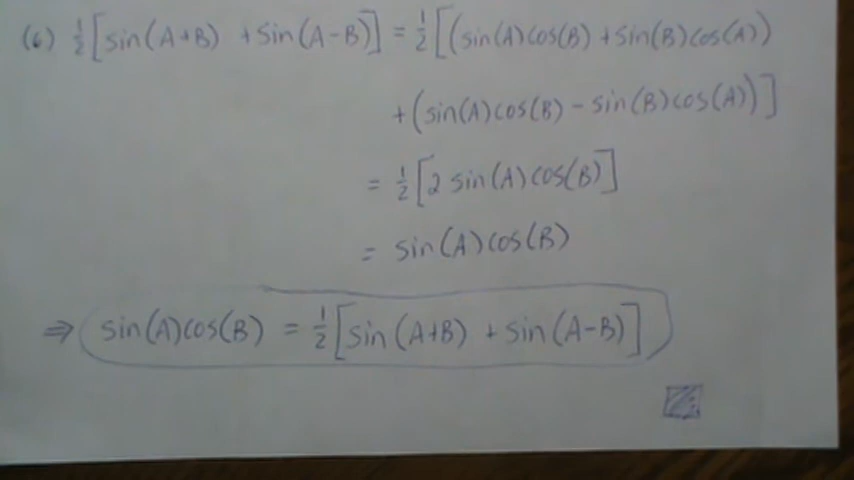 (6) ½[sin(A+B) + sin(A-B)] = ½[(sin(A)cos(B) + sin(B)cos(A))
+ (sin(A)cos(B) - sin(B)cos(A))]
= ½[2 sin(A)cos(B)]
= sin(A)cos(B)
⇒ sin(A)cos(B) = ½[sin(A+B) + sin(A-B)]